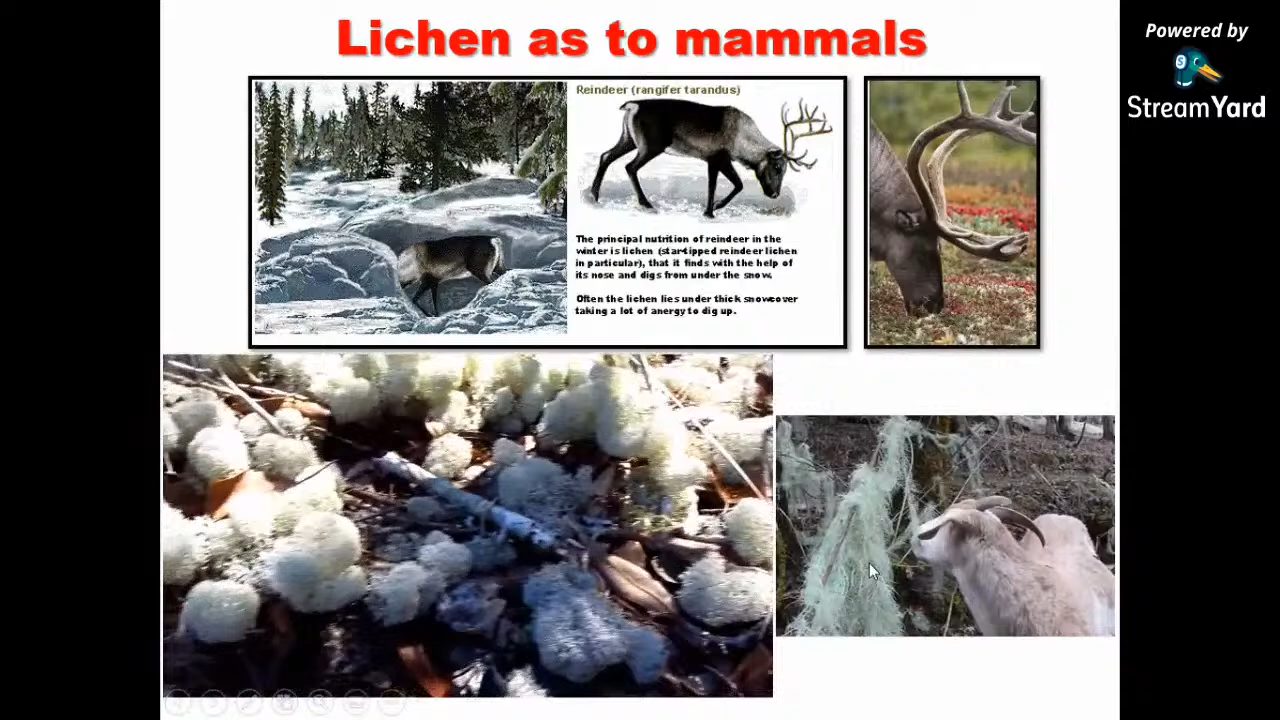 Lichen as to mammals
Powered by
StreamYard
Reindeer (rangifer tarandus)
The principal nutrition of reindeer in the
winter is lichen (star-tipped reindeer lichen
in particular), that it finds with the help of
its nose and digs from under the snow.
Often the lichen lies under thick snowcover
taking a lot of anergy to dig up.